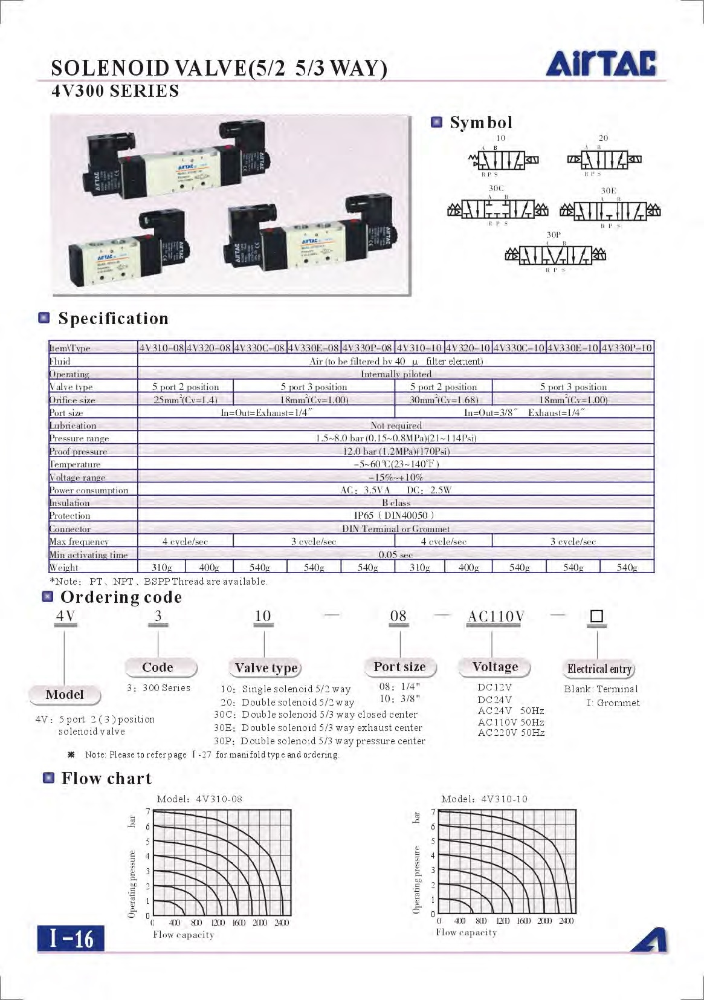 SOLENOID VALVE(5/2 5/3 WAY)
AirTAC
4V300 SERIES
Symbol
10 20
A B A B
R P S R P S
30C 30E
A B A B
R P S R P S
30P
A B
R P S
Specification
Item\Type 4V310-08 4V320-08 4V330C-08 4V330E-08 4V330P-08 4V310-10 4V320-10 4V330C-10 4V330E-10 4V330P-10
Fluid Air (to be filtered by 40 μ filter element)
Operating Internally piloted
Valve type 5 port 2 position 5 port 3 position 5 port 2 position 5 port 3 position
Orifice size 25mm²(Cv=1.4) 18mm²(Cv=1.00) 30mm²(Cv=1.68) 18mm²(Cv=1.00)
Port size In=Out=Exhaust=1/4″ In=Out=3/8″ Exhaust=1/4″
Lubrication Not required
Pressure range 1.5~8.0 bar (0.15~0.8MPa)(21~114Psi)
Proof pressure 12.0 bar (1.2MPa)(170Psi)
Temperature -5~60℃(23~140℉)
Voltage range -15%~+10%
Power consumption AC: 3.5VA DC: 2.5W
Insulation B class
Protection IP65 ( DIN40050 )
Connector DIN Terminal or Grommet
Max frequency 4 cycle/sec 3 cycle/sec 4 cycle/sec 3 cycle/sec
Min activating time 0.05 sec
Weight 310g 400g 540g 540g 540g 310g 400g 540g 540g 540g
*Note: PT、NPT、BSPP Thread are available.
Ordering code
4V 3 10 — 08 — AC110V — □
Model
4V: 5 port 2 ( 3 ) position
solenoid valve
Code
3: 300 Series
Valve type
10: Single solenoid 5/2 way
20: Double solenoid 5/2 way
30C: Double solenoid 5/3 way closed center
30E: Double solenoid 5/3 way exhaust center
30P: Double solenoid 5/3 way pressure center
Port size
08: 1/4"
10: 3/8"
Voltage
DC12V
DC24V
AC24V 50Hz
AC110V 50Hz
AC220V 50Hz
Electrical entry
Blank: Terminal
I: Grommet
※ Note: Please to refer page I -27 for manifold type and ordering.
Flow chart
Model: 4V310-08
Operating pressure bar
7
6
5
4
3
2
1
0
0 400 800 1200 1600 2000 2400
Flow capacity
Model: 4V310-10
Operating pressure bar
7
6
5
4
3
2
1
0
0 400 800 1200 1600 2000 2400
Flow capacity
I-16